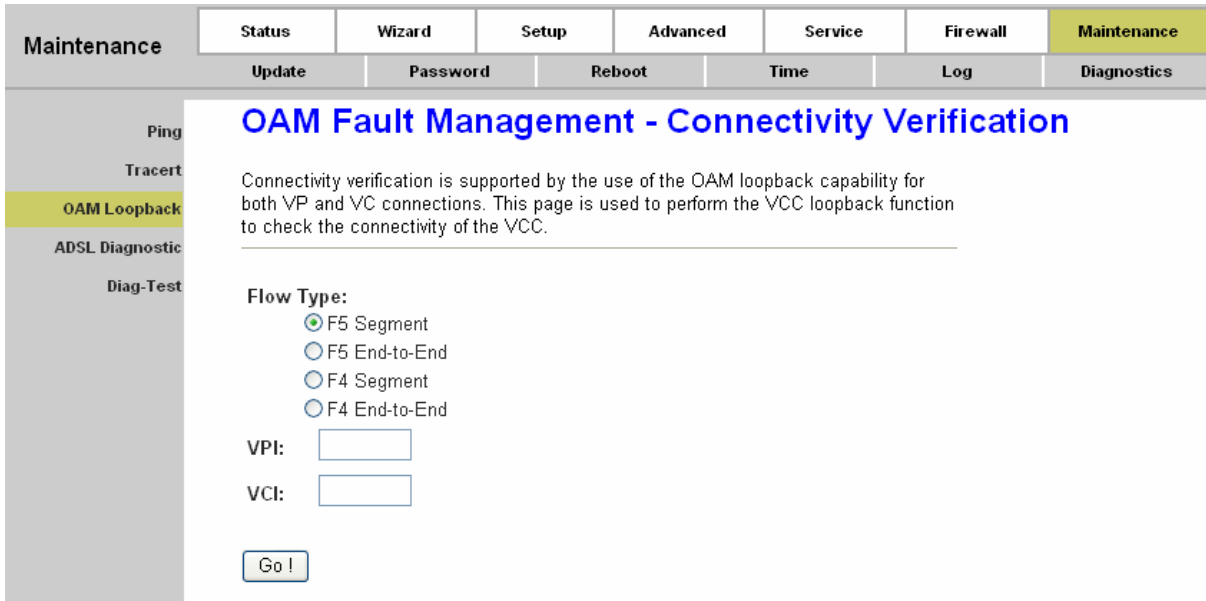 Maintenance
Status Wizard Setup Advanced Service Firewall Maintenance
Update Password Reboot Time Log Diagnostics
Ping
Tracert
OAM Loopback
ADSL Diagnostic
Diag-Test
OAM Fault Management - Connectivity Verification
Connectivity verification is supported by the use of the OAM loopback capability for
both VP and VC connections. This page is used to perform the VCC loopback function
to check the connectivity of the VCC.
Flow Type:
F5 Segment
F5 End-to-End
F4 Segment
F4 End-to-End
VPI:
VCI:
Go !